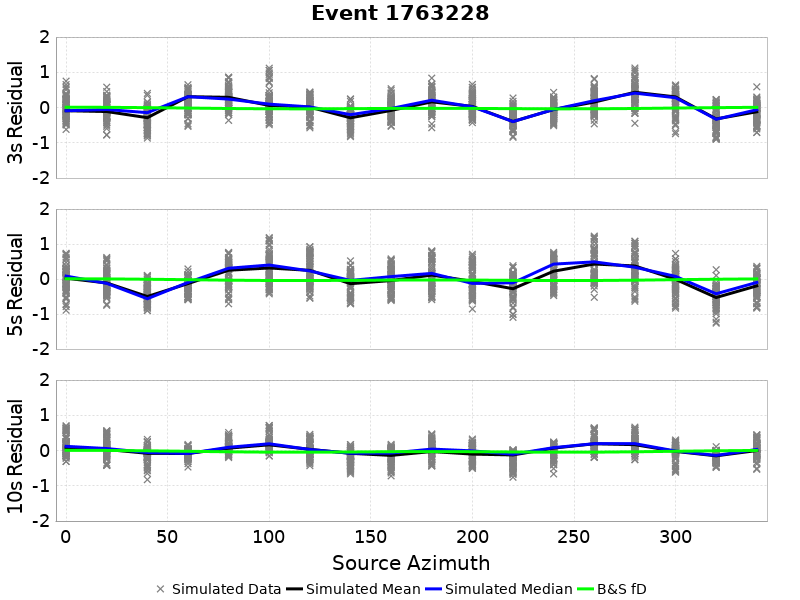 Event 1763228
3s Residual
2
1
0
-1
-2
5s Residual
2
1
0
-1
-2
10s Residual
2
1
0
-1
-2
0 50 100 150 200 250 300
Source Azimuth
Simulated Data Simulated Mean Simulated Median B&S fD